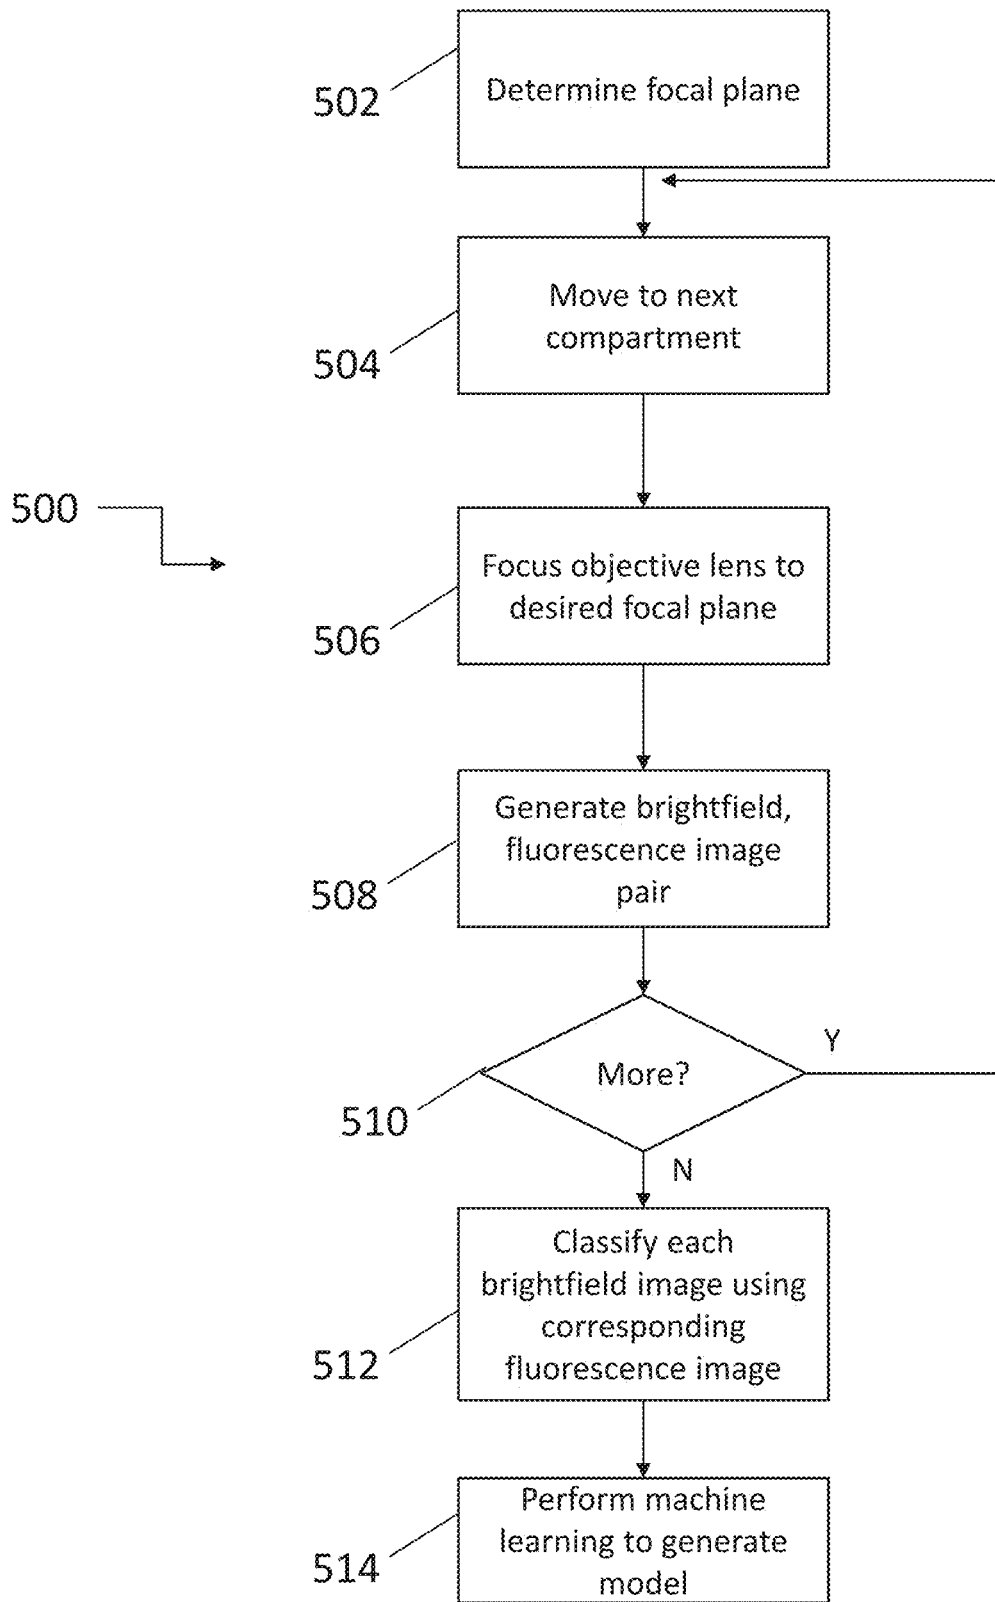 502
Determine focal plane
504
Move to next
compartment
500
506
Focus objective lens to
desired focal plane
508
Generate brightfield,
fluorescence image
pair
510
More?
Y
N
512
Classify each
brightfield image using
corresponding
fluorescence image
514
Perform machine
learning to generate
model